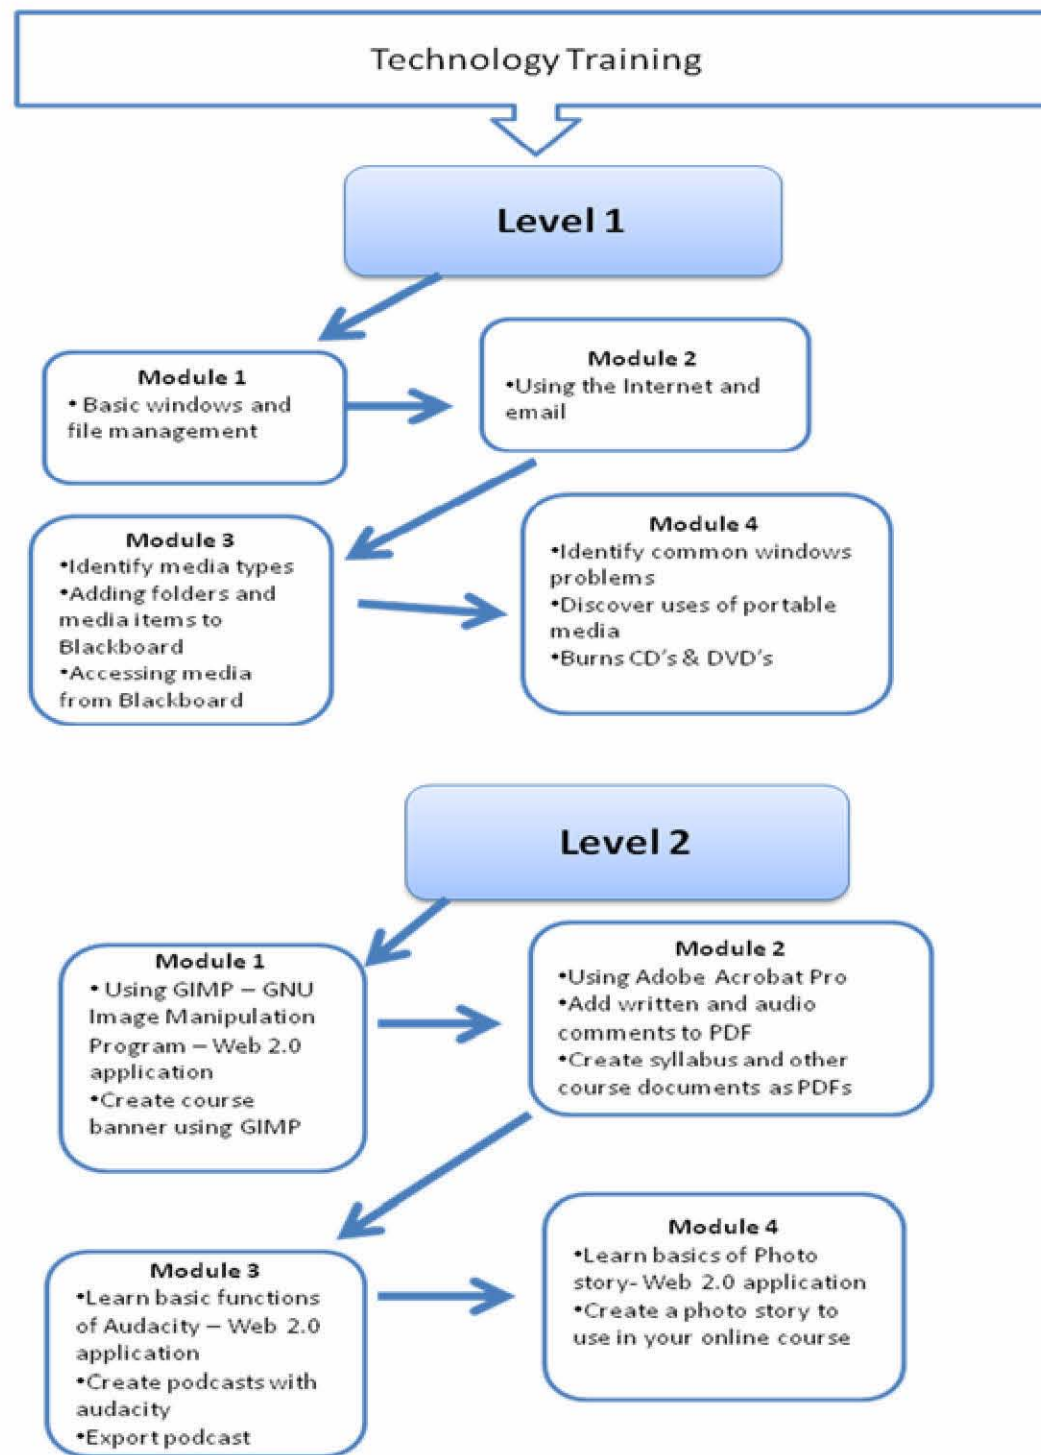 Technology Training
Level 1
Module 1
• Basic windows and
file management
Module 2
•Using the Internet and
email
Module 3
•Identify media types
•Adding folders and
media items to
Blackboard
•Accessing media
from Blackboard
Module 4
•Identify common windows
problems
•Discover uses of portable
media
•Burns CD's & DVD's
Level 2
Module 1
• Using GIMP – GNU
Image Manipulation
Program – Web 2.0
application
•Create course
banner using GIMP
Module 2
•Using Adobe Acrobat Pro
•Add written and audio
comments to PDF
•Create syllabus and other
course documents as PDFs
Module 3
•Learn basic functions
of Audacity – Web 2.0
application
•Create podcasts with
audacity
•Export podcast
Module 4
•Learn basics of Photo
story- Web 2.0 application
•Create a photo story to
use in your online course